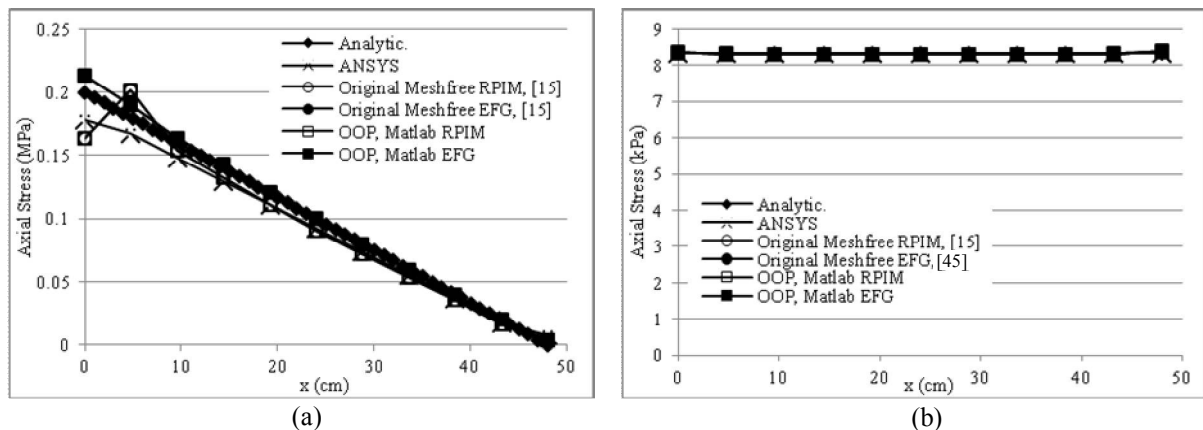 0.25
0.2
0.15
0.1
0.05
0
Axial Stress (MPa)
Analytic.
ANSYS
Original Meshfree RPIM, [15]
Original Meshfree EFG, [15]
OOP, Matlab RPIM
OOP, Matlab EFG
0 10 20 30 40 50
x (cm)
(a)
9
8
7
6
5
4
3
2
1
0
Axial Stress (kPa)
Analytic.
ANSYS
Original Meshfree RPIM, [15]
Original Meshfree EFG, [45]
OOP, Matlab RPIM
OOP, Matlab EFG
0 10 20 30 40 50
x (cm)
(b)